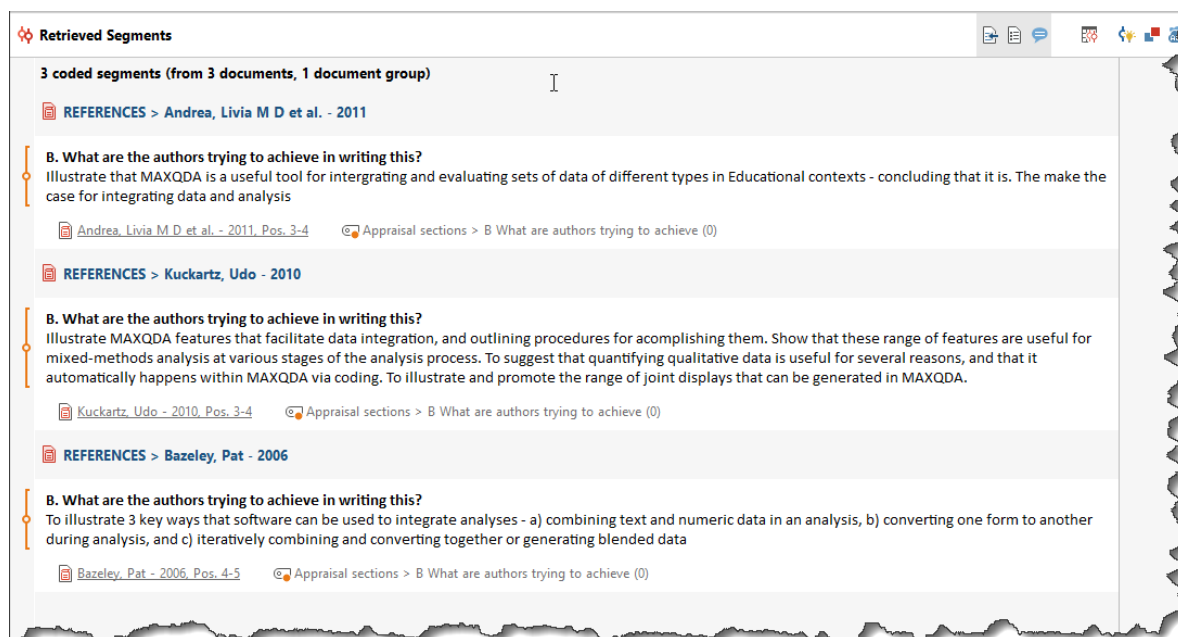 Retrieved Segments
3 coded segments (from 3 documents, 1 document group)
REFERENCES > Andrea, Livia M D et al. - 2011
B. What are the authors trying to achieve in writing this?
Illustrate that MAXQDA is a useful tool for intergrating and evaluating sets of data of different types in Educational contexts - concluding that it is. The make the
case for integrating data and analysis
Andrea, Livia M D et al. - 2011, Pos. 3-4 Appraisal sections > B What are authors trying to achieve (0)
REFERENCES > Kuckartz, Udo - 2010
B. What are the authors trying to achieve in writing this?
Illustrate MAXQDA features that facilitate data integration, and outlining procedures for acomplishing them. Show that these range of features are useful for
mixed-methods analysis at various stages of the analysis process. To suggest that quantifying qualitative data is useful for several reasons, and that it
automatically happens within MAXQDA via coding. To illustrate and promote the range of joint displays that can be generated in MAXQDA.
Kuckartz, Udo - 2010, Pos. 3-4 Appraisal sections > B What are authors trying to achieve (0)
REFERENCES > Bazeley, Pat - 2006
B. What are the authors trying to achieve in writing this?
To illustrate 3 key ways that software can be used to integrate analyses - a) combining text and numeric data in an analysis, b) converting one form to another
during analysis, and c) iteratively combining and converting together or generating blended data
Bazeley, Pat - 2006, Pos. 4-5 Appraisal sections > B What are authors trying to achieve (0)